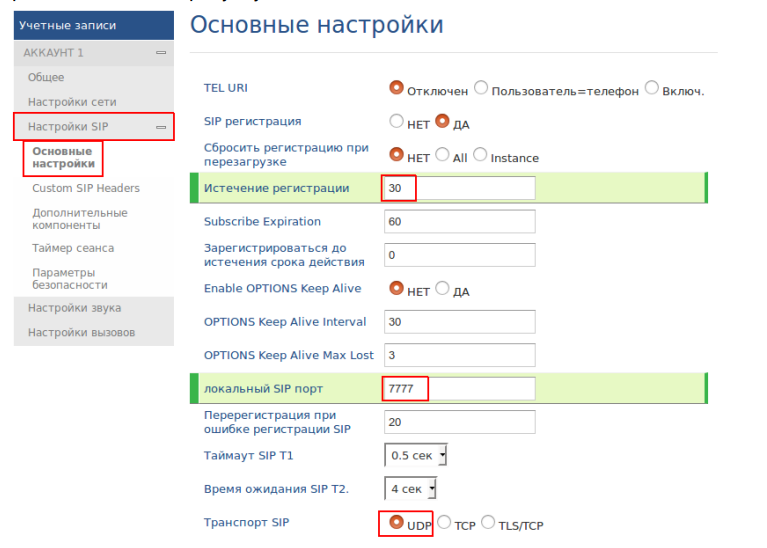 Учетные записи
АККАУНТ 1
Общее
Настройки сети
Настройки SIP
Основные
настройки
Custom SIP Headers
Дополнительные
компоненты
Таймер сеанса
Параметры
безопасности
Настройки звука
Настройки вызовов
Основные настройки
TEL URI Отключен Пользователь=телефон Включ.
SIP регистрация НЕТ ДА
Сбросить регистрацию при
перезагрузке НЕТ All Instance
Истечение регистрации 30
Subscribe Expiration 60
Зарегистрироваться до
истечения срока действия 0
Enable OPTIONS Keep Alive НЕТ ДА
OPTIONS Keep Alive Interval 30
OPTIONS Keep Alive Max Lost 3
локальный SIP порт 7777
Перерегистрация при
ошибке регистрации SIP 20
Таймаут SIP T1 0.5 сек
Время ожидания SIP T2. 4 сек
Транспорт SIP UDP TCP TLS/TCP